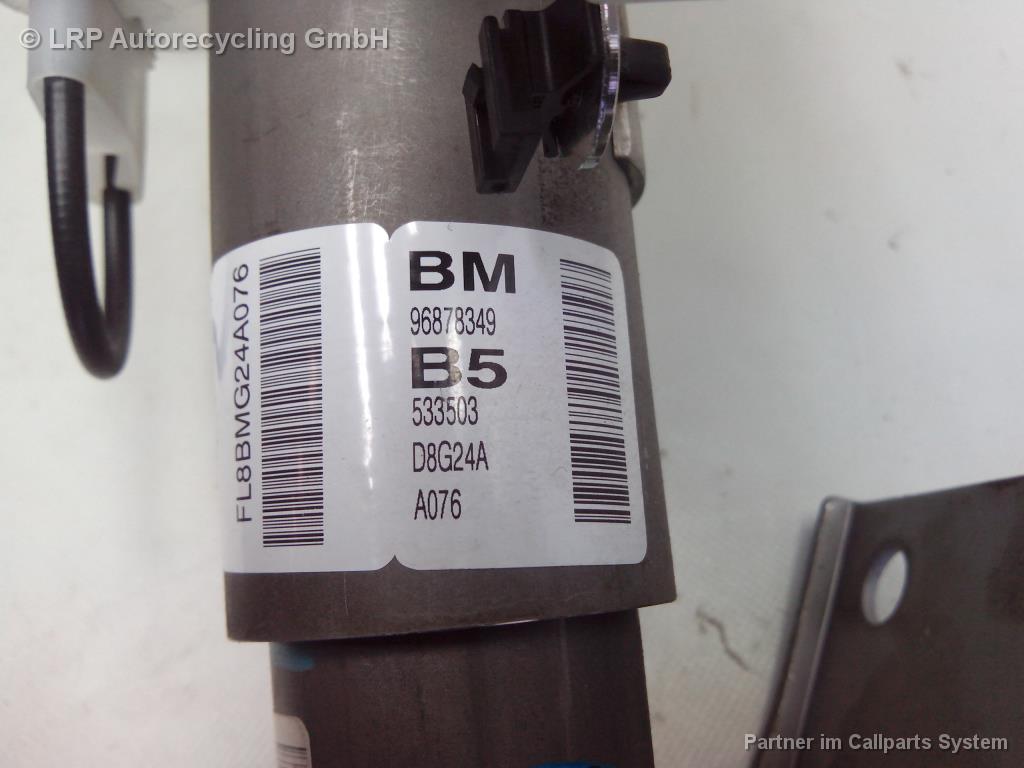 © LRP Autorecycling GmbH
FL8BMG24A076
BM
96878349
B5
533503
D8G24A
A076
Partner im Callparts System